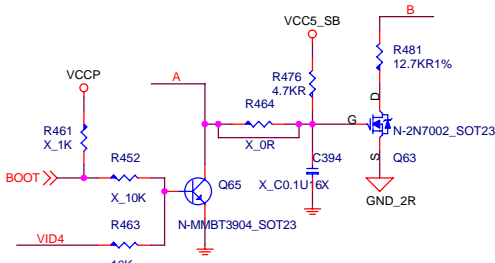 B
VCC5_SB
VCCP
A
R481
12.7KR1%
R476
4.7KR
R464
D
R461
X_1K
G
N-2N7002_SOT23
X_0R
R452
BOOT
C394
S
Q63
X_10K
Q65
X_C0.1U16X
R463
N-MMBT3904_SOT23
GND_2R
VID4